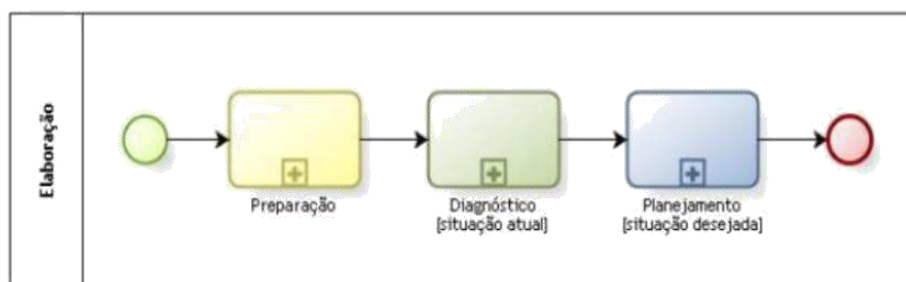 Elaboração
Preparação
Diagnóstico
[situação atual]
Planejamento
[situação desejada]